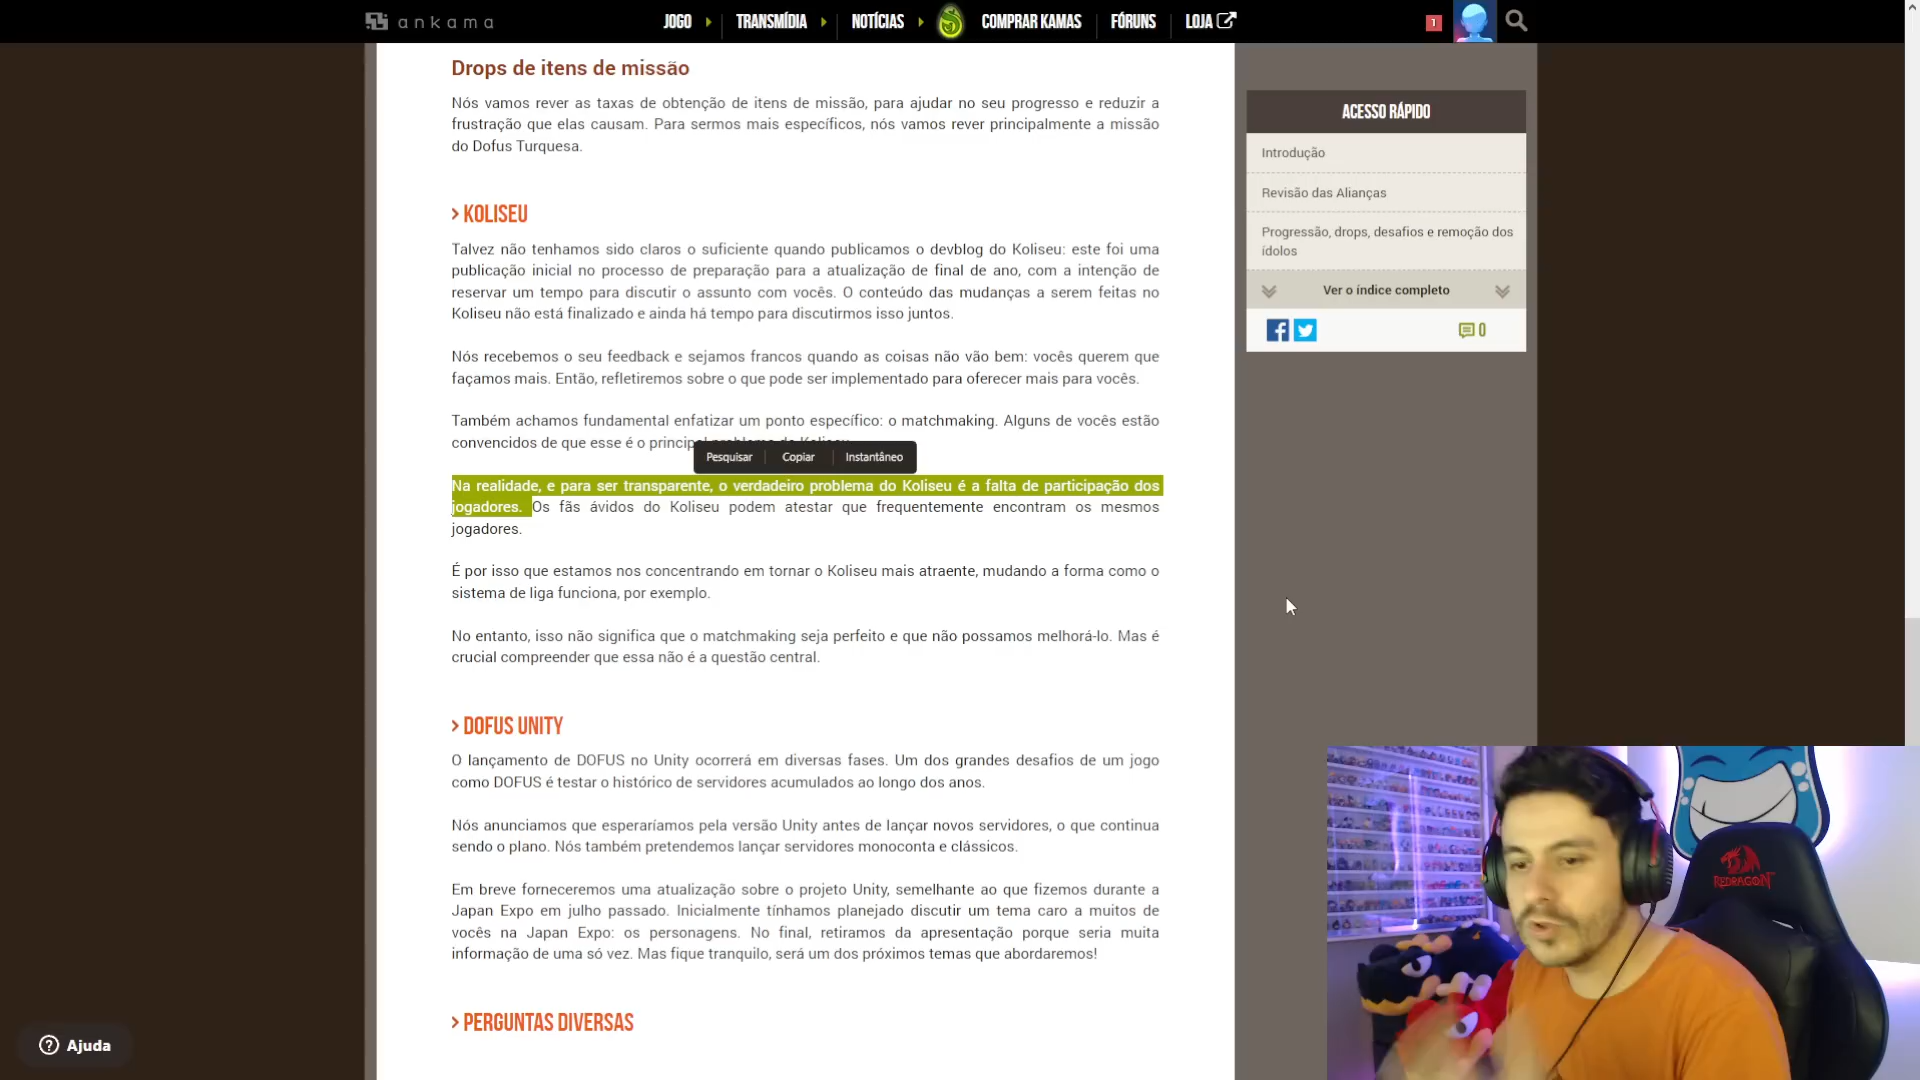 ankama
JOGO
TRANSMÍDIA
NOTÍCIAS
COMPRAR KAMAS
FÓRUNS
LOJA
1
Drops de itens de missão
Nós vamos rever as taxas de obtenção de itens de missão, para ajudar no seu progresso e reduzir a
frustração que elas causam. Para sermos mais específicos, nós vamos rever principalmente a missão
do Dofus Turquesa.
> KOLISEU
Talvez não tenhamos sido claros o suficiente quando publicamos o devblog do Koliseu: este foi uma
publicação inicial no processo de preparação para a atualização de final de ano, com a intenção de
reservar um tempo para discutir o assunto com vocês. O conteúdo das mudanças a serem feitas no
Koliseu não está finalizado e ainda há tempo para discutirmos isso juntos.
Nós recebemos o seu feedback e sejamos francos quando as coisas não vão bem: vocês querem que
façamos mais. Então, refletiremos sobre o que pode ser implementado para oferecer mais para vocês.
Também achamos fundamental enfatizar um ponto específico: o matchmaking. Alguns de vocês estão
convencidos de que esse é o principal problema do Koliseu.
Pesquisar
Copiar
Instantâneo
Na realidade, e para ser transparente, o verdadeiro problema do Koliseu é a falta de participação dos
jogadores. Os fãs ávidos do Koliseu podem atestar que frequentemente encontram os mesmos
jogadores.
É por isso que estamos nos concentrando em tornar o Koliseu mais atraente, mudando a forma como o
sistema de liga funciona, por exemplo.
No entanto, isso não significa que o matchmaking seja perfeito e que não possamos melhorá-lo. Mas é
crucial compreender que essa não é a questão central.
> DOFUS UNITY
O lançamento de DOFUS no Unity ocorrerá em diversas fases. Um dos grandes desafios de um jogo
como DOFUS é testar o histórico de servidores acumulados ao longo dos anos.
Nós anunciamos que esperaríamos pela versão Unity antes de lançar novos servidores, o que continua
sendo o plano. Nós também pretendemos lançar servidores monoconta e clássicos.
Em breve forneceremos uma atualização sobre o projeto Unity, semelhante ao que fizemos durante a
Japan Expo em julho passado. Inicialmente tínhamos planejado discutir um tema caro a muitos de
vocês na Japan Expo: os personagens. No final, retiramos da apresentação porque seria muita
informação de uma só vez. Mas fique tranquilo, será um dos próximos temas que abordaremos!
> PERGUNTAS DIVERSAS
ACESSO RÁPIDO
Introdução
Revisão das Alianças
Progressão, drops, desafios e remoção dos
ídolos
Ver o índice completo
0
Ajuda
REDRAGON